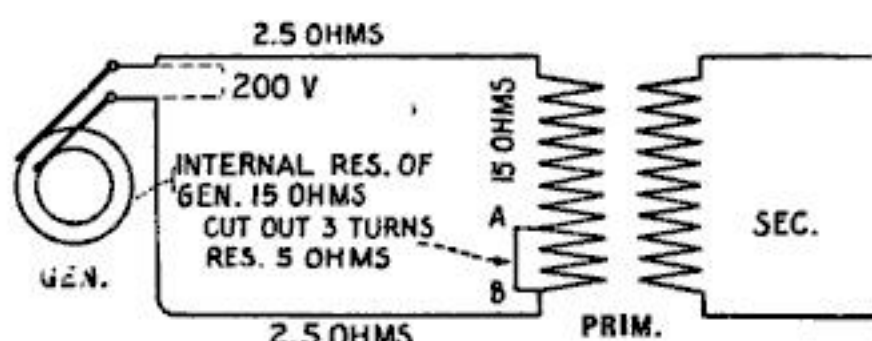 2.5 OHMS
200 V
15 OHMS
INTERNAL RES. OF
GEN. 15 OHMS
CUT OUT 3 TURNS
RES. 5 OHMS
A
B
SEC.
GEN.
PRIM.
2.5 OHMS